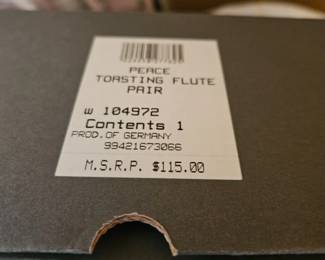 PEACE
TOASTING FLUTE
PAIR
W 104972
Contents 1
PROD.OF GERMANY
99421673066
M.S.R.P. $115.00